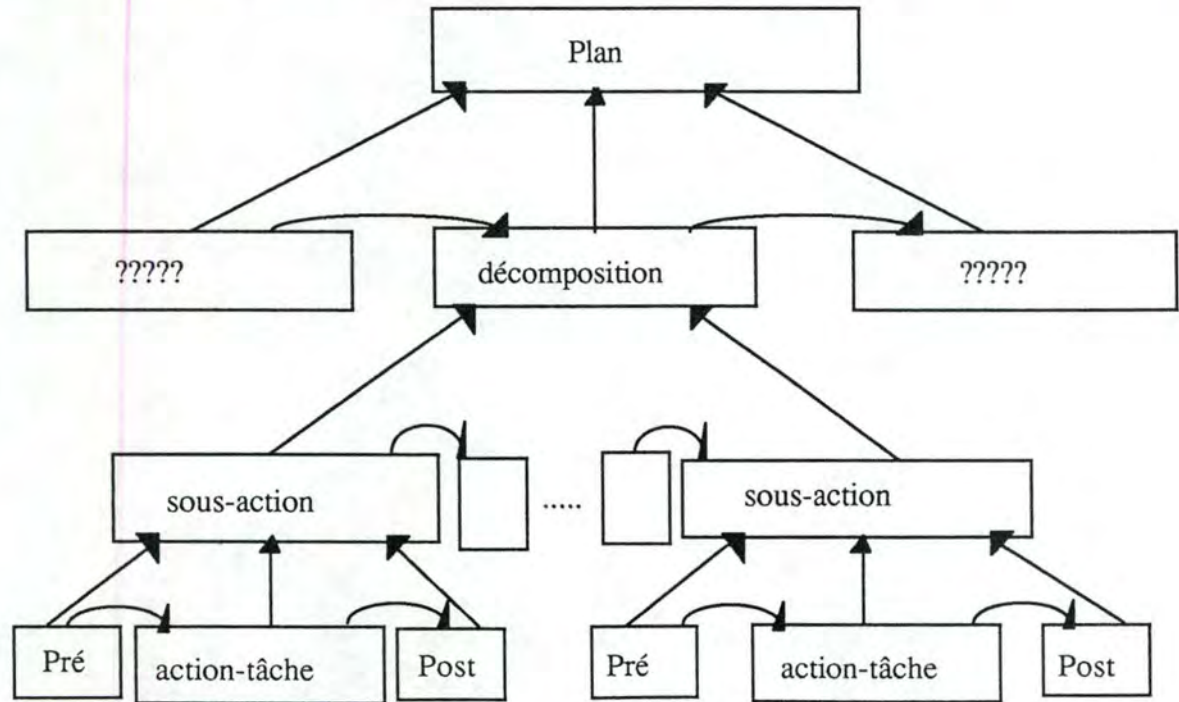 Plan
?????
décomposition
?????
sous-action
.....
sous-action
Pré
action-tâche
Post
Pré
action-tâche
Post